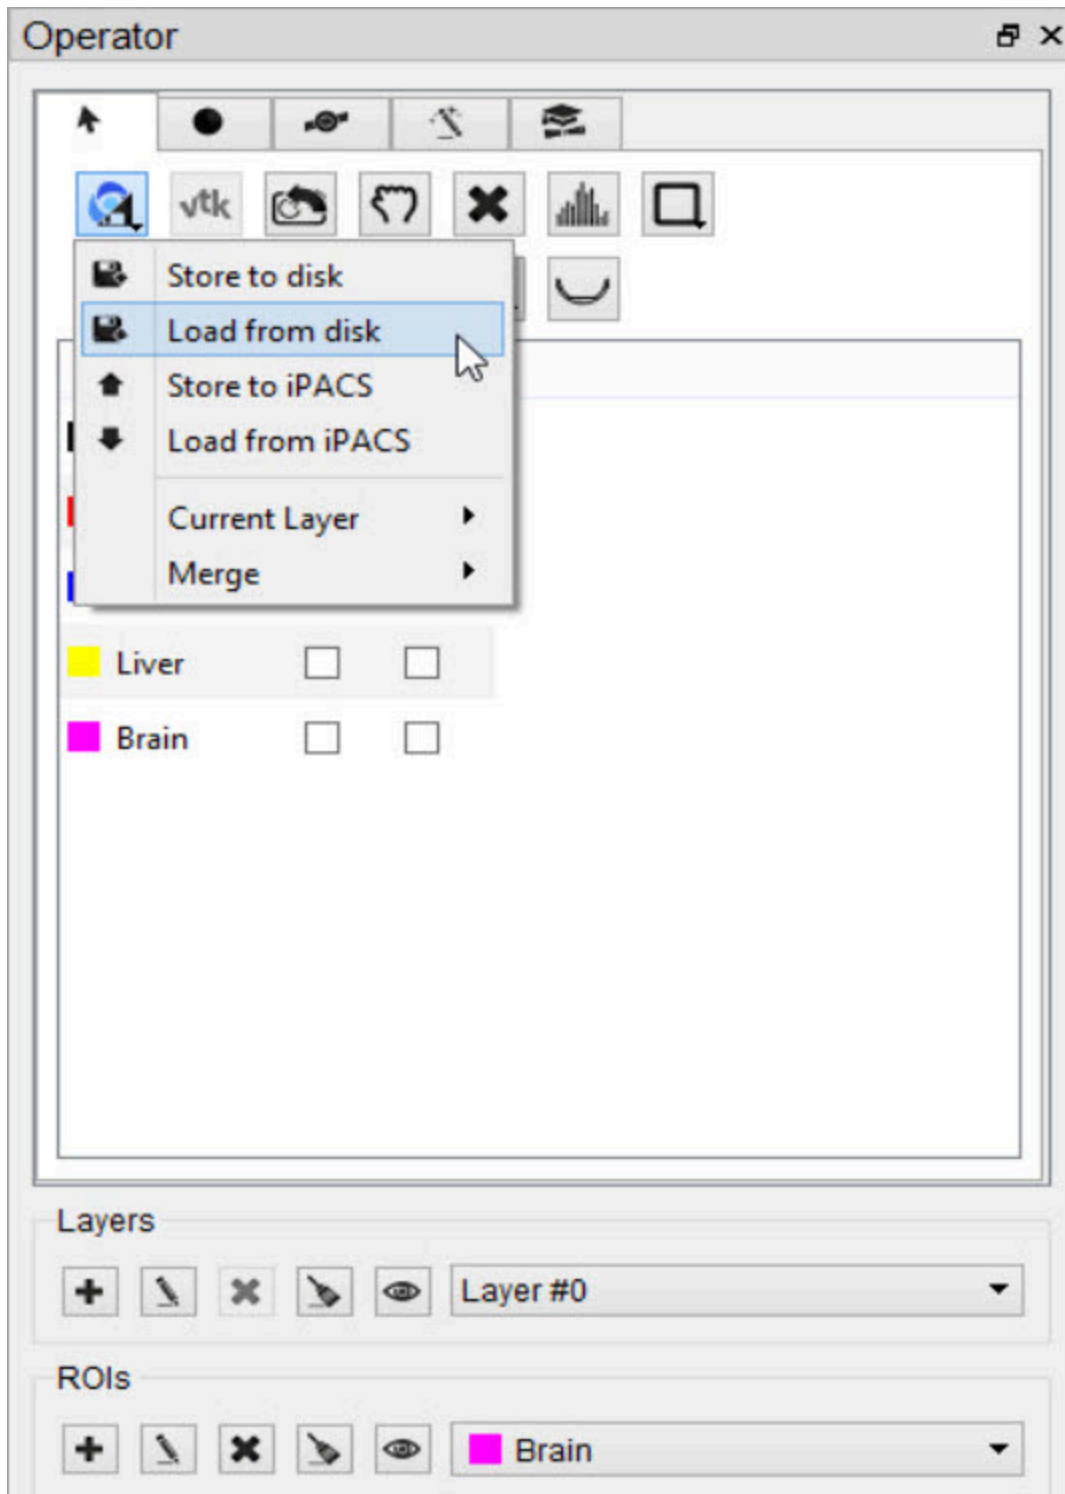 Operator
vtk
Store to disk
Load from disk
Store to iPACS
Load from iPACS
Current Layer
Merge
Liver
Brain
Layers
Layer #0
ROIs
Brain